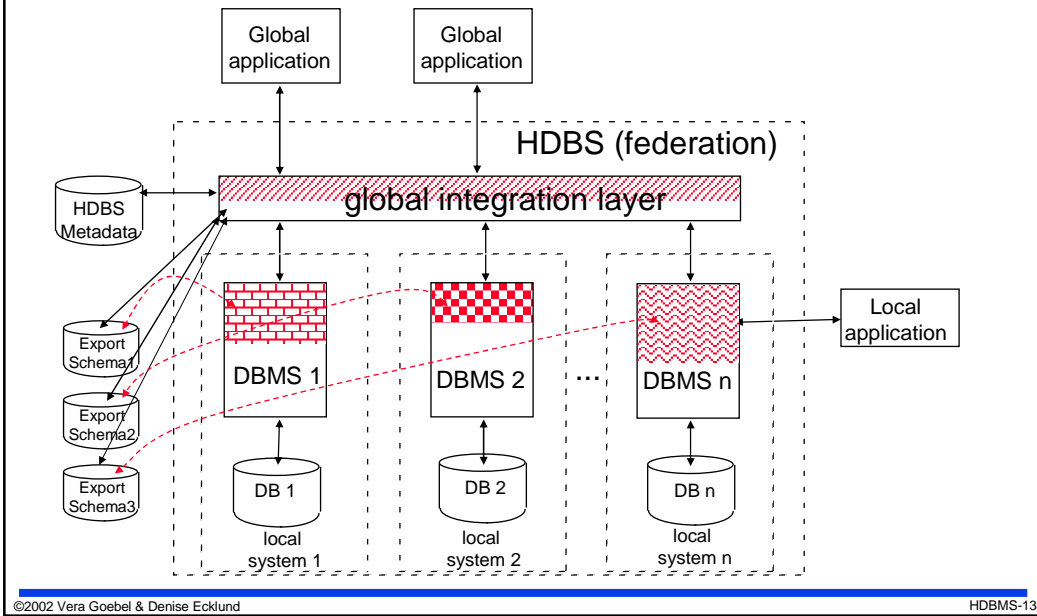 Global
application
Global
application
HDBS (federation)
global integration layer
HDBS
Metadata
Export
Schema1
Export
Schema2
Export
Schema3
DBMS 1
DBMS 2
...
DBMS n
Local
application
DB 1
DB 2
DB n
local
system 1
local
system 2
local
system n
©2002 Vera Goebel & Denise Ecklund
HDBMS-13